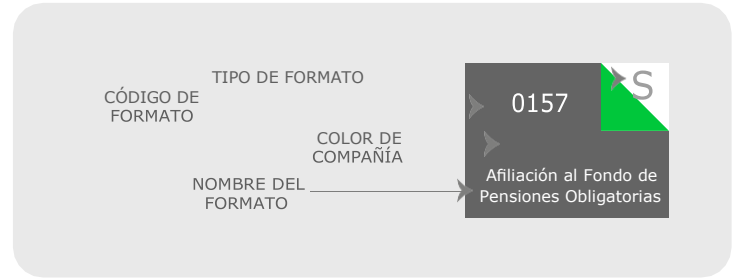 TIPO DE FORMATO
CÓDIGO DE
FORMATO
COLOR DE
COMPAÑÍA
NOMBRE DEL
FORMATO
S
0157
Afiliación al Fondo de
Pensiones Obligatorias